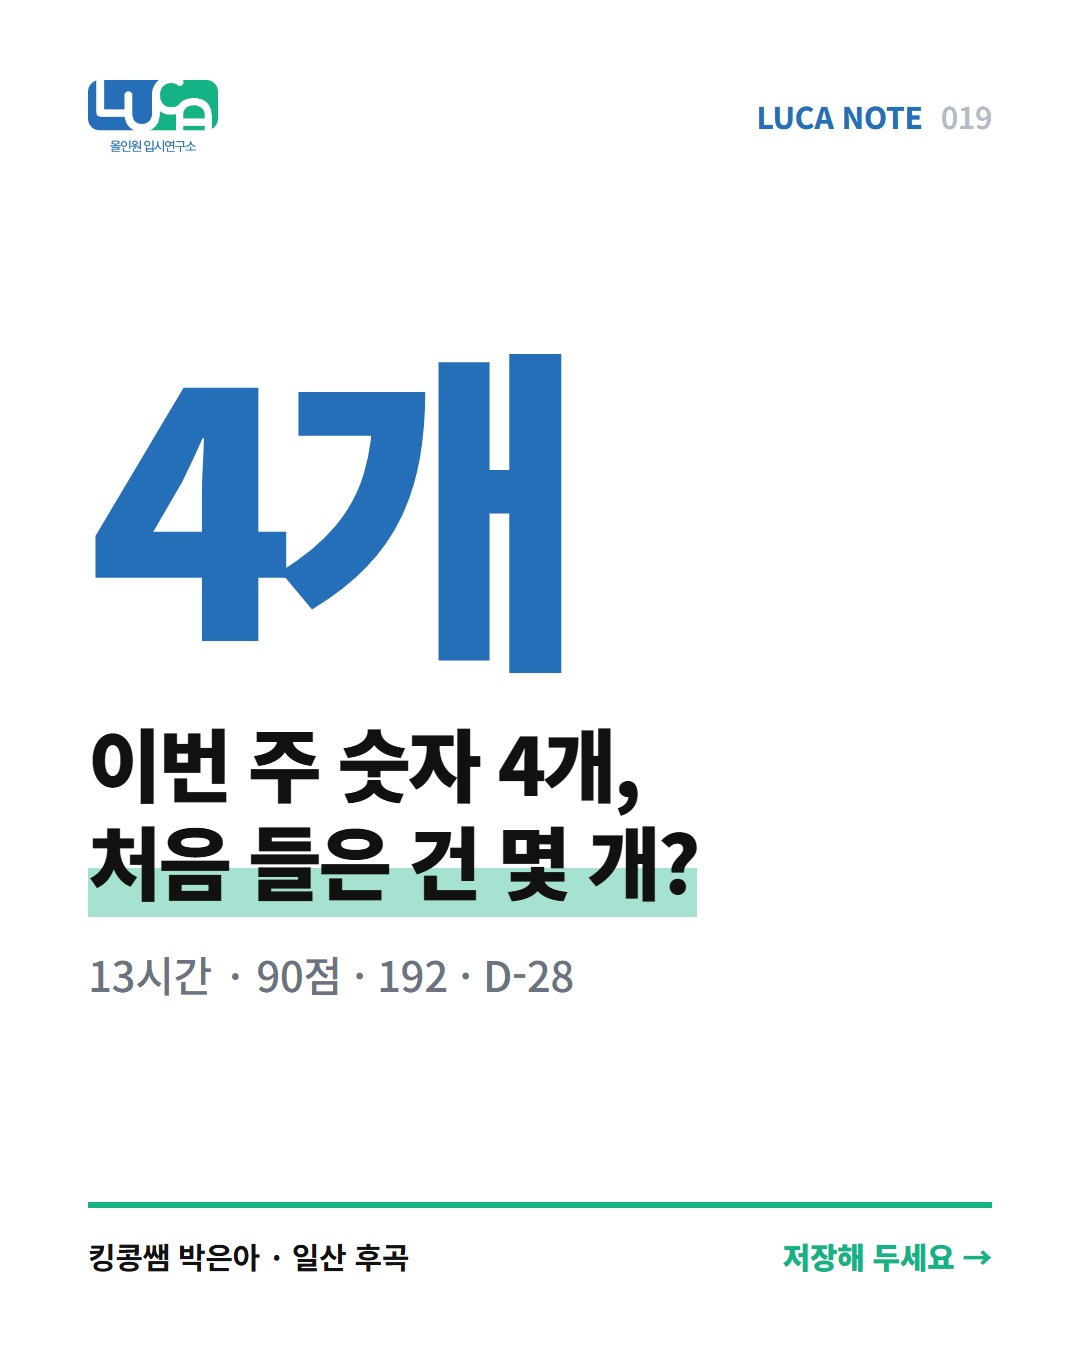 LUCA
올인원 입시연구소
LUCA NOTE 019
4개
이번 주 숫자 4개,
처음 들은 건 몇 개?
13시간 · 90점 · 192 · D-28
킹콩쌤 박은아 · 일산 후곡
저장해 두세요 →